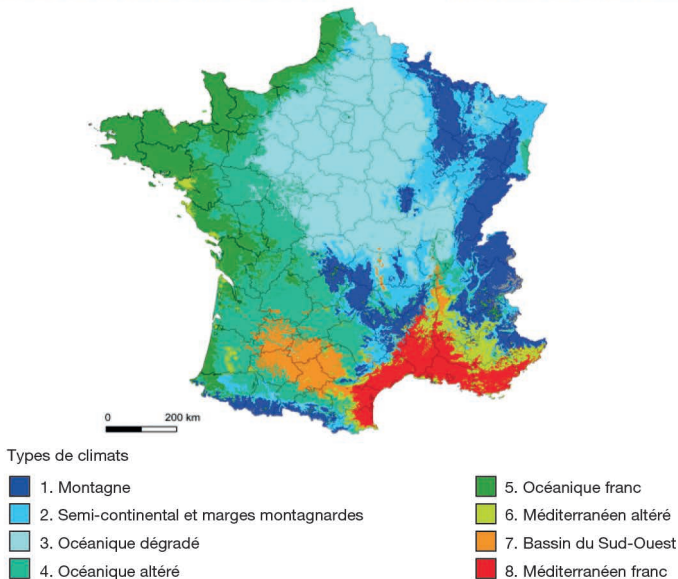 0 200 km
Types de climats
1. Montagne
2. Semi-continental et marges montagnardes
3. Océanique dégradé
4. Océanique altéré
5. Océanique franc
6. Méditerranéen altéré
7. Bassin du Sud-Ouest
8. Méditerranéen franc